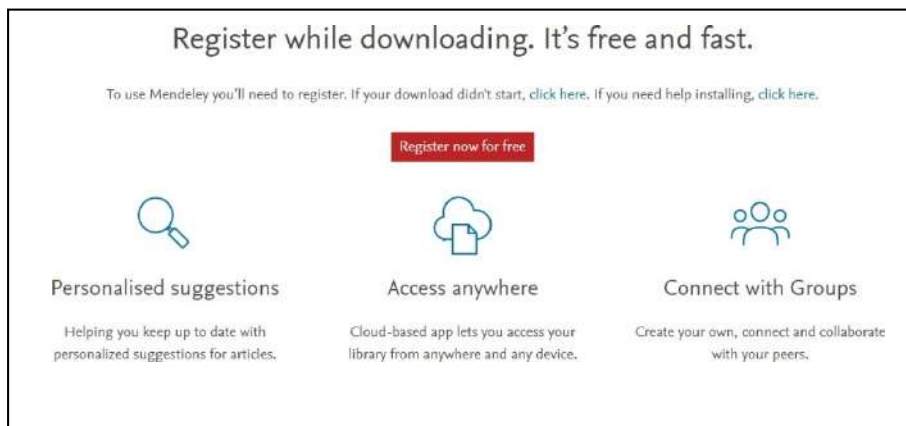 Register while downloading. It's free and fast.
To use Mendeley you'll need to register. If your download didn't start, click here. If you need help installing, click here.
Register now for free
Personalised suggestions
Access anywhere
Connect with Groups
Helping you keep up to date with
personalized suggestions for articles.
Cloud-based app lets you access your
library from anywhere and any device.
Create your own, connect and collaborate
with your peers.